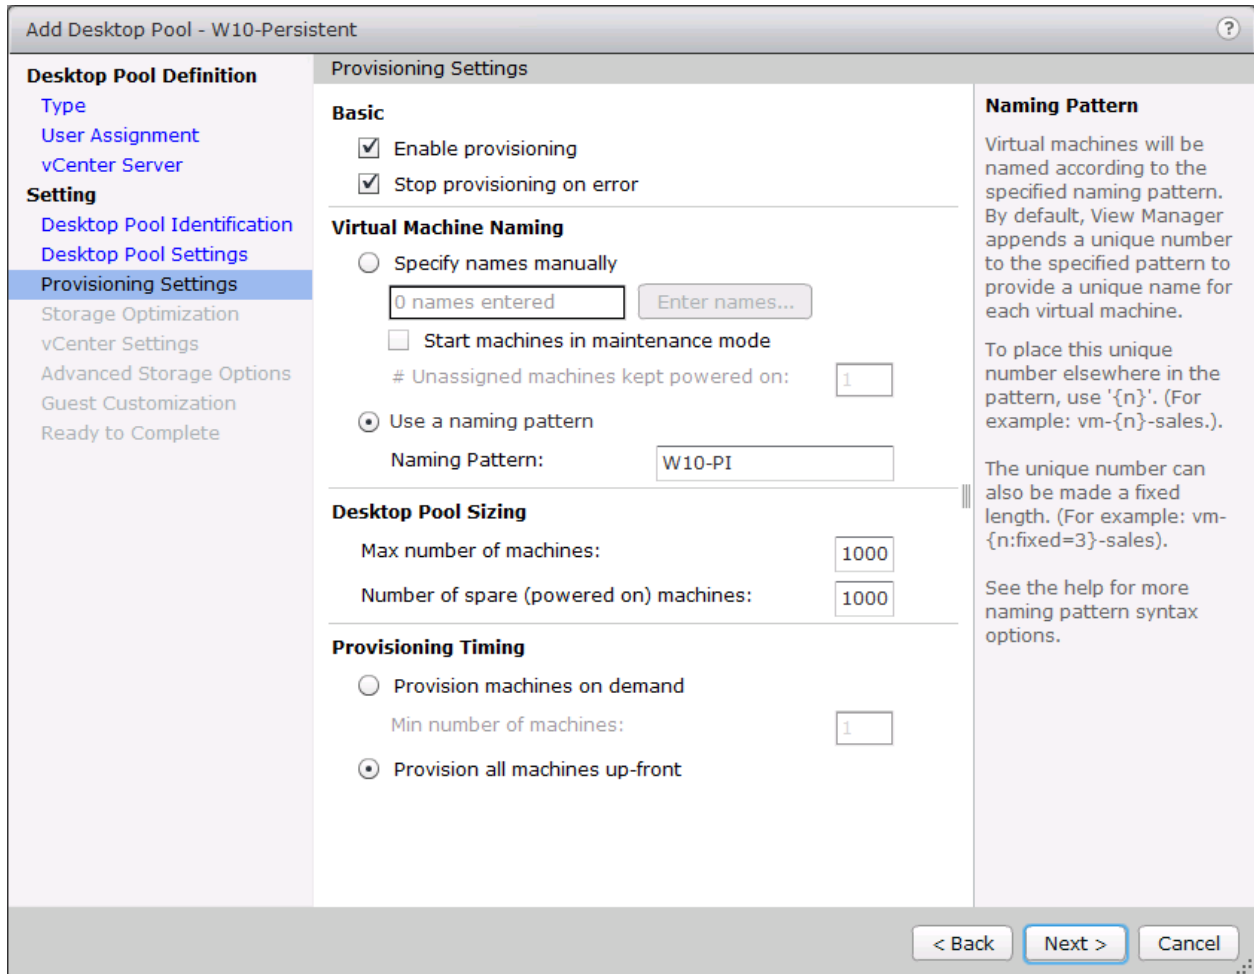 Add Desktop Pool - W10-Persistent
?
Desktop Pool Definition
Type
User Assignment
vCenter Server
Setting
Desktop Pool Identification
Desktop Pool Settings
Provisioning Settings
Storage Optimization
vCenter Settings
Advanced Storage Options
Guest Customization
Ready to Complete
Provisioning Settings
Basic
Enable provisioning
Stop provisioning on error
Virtual Machine Naming
Specify names manually
0 names entered
Enter names...
Start machines in maintenance mode
# Unassigned machines kept powered on: 1
Use a naming pattern
Naming Pattern: W10-PI
Desktop Pool Sizing
Max number of machines: 1000
Number of spare (powered on) machines: 1000
Provisioning Timing
Provision machines on demand
Min number of machines: 1
Provision all machines up-front
Naming Pattern
Virtual machines will be
named according to the
specified naming pattern.
By default, View Manager
appends a unique number
to the specified pattern to
provide a unique name for
each virtual machine.
To place this unique
number elsewhere in the
pattern, use '{n}'. (For
example: vm-{n}-sales.).
The unique number can
also be made a fixed
length. (For example: vm-
{n:fixed=3}-sales).
See the help for more
naming pattern syntax
options.
< Back
Next >
Cancel